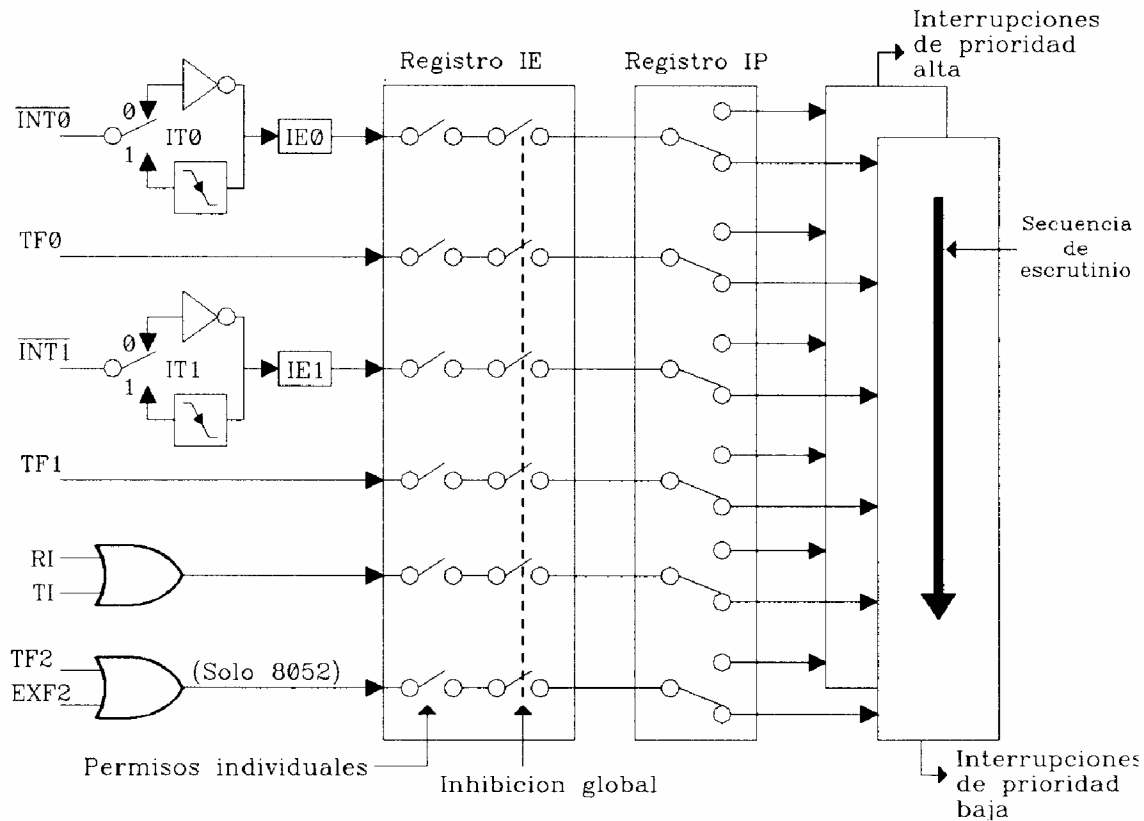 Interrupciones
de prioridad
alta
Registro IE
Registro IP
INT0
0
1
IT0
IE0
TF0
Secuencia
de
escrutinio
INT1
0
1
IT1
IE1
TF1
RI
TI
TF2
EXF2
(Solo 8052)
Permisos individuales
Inhibicion global
Interrupciones
de prioridad
baja